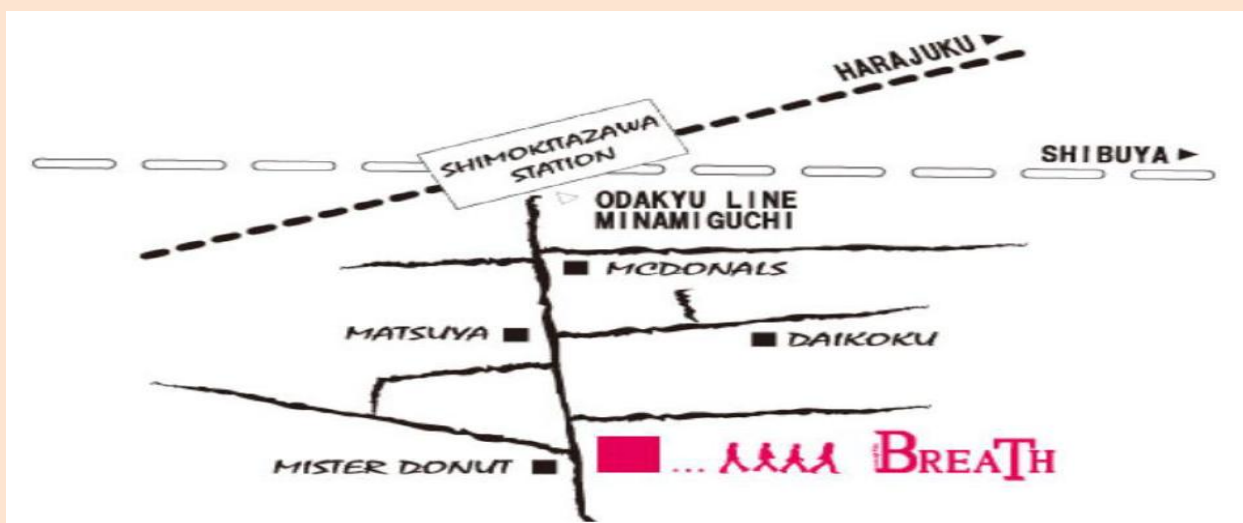 HARAJUKU
SHIMOKITAZAWA
STATION
SHIBUYA
ODAKYU LINE
MINAMIGUCHI
MCDONALS
MATSUYA
DAIKOKU
MISTER DONUT
... BREATH